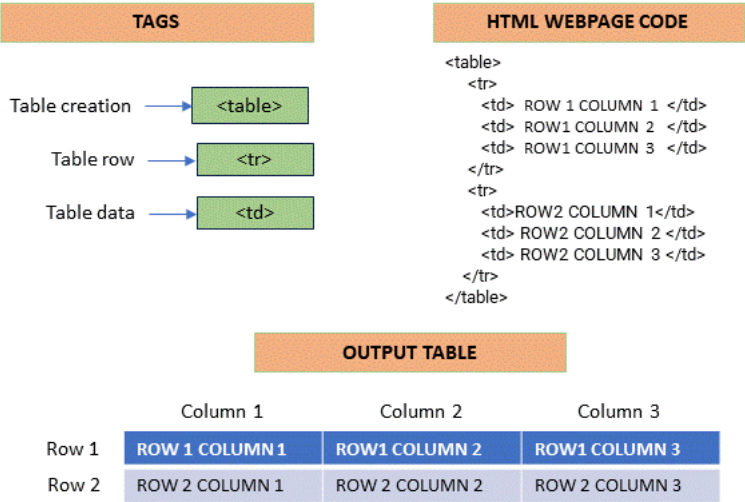 TAGS
Table creation <table>
Table row <tr>
Table data <td>
HTML WEBPAGE CODE
<table>
<tr>
<td> ROW 1 COLUMN 1 </td>
<td> ROW1 COLUMN 2 </td>
<td> ROW1 COLUMN 3 </td>
</tr>
<tr>
<td>ROW2 COLUMN 1</td>
<td> ROW2 COLUMN 2 </td>
<td> ROW2 COLUMN 3 </td>
</tr>
</table>
OUTPUT TABLE
Column 1 Column 2 Column 3
Row 1 ROW 1 COLUMN 1 ROW1 COLUMN 2 ROW1 COLUMN 3
Row 2 ROW 2 COLUMN 1 ROW 2 COLUMN 2 ROW 2 COLUMN 3